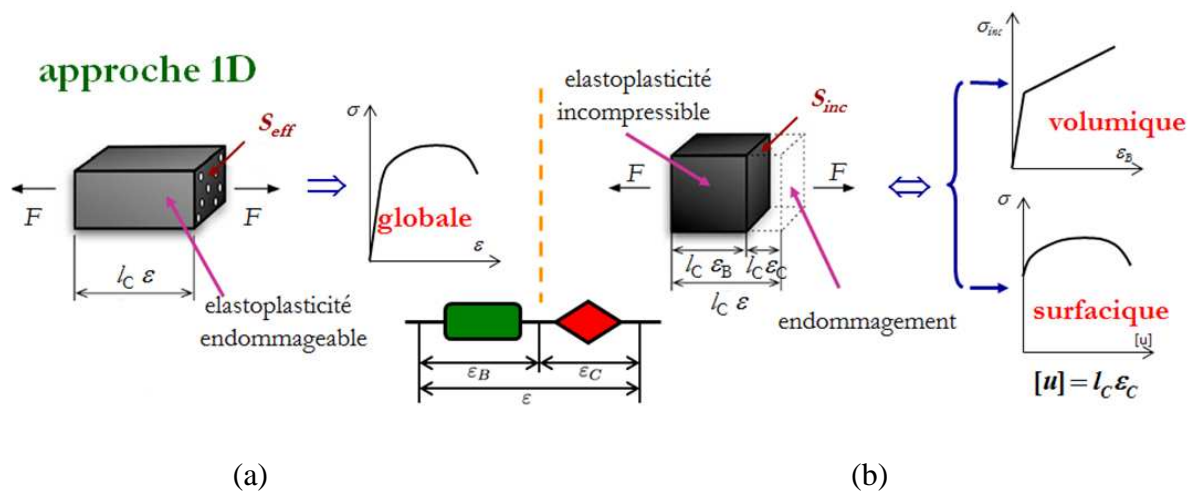 approche 1D
S_eff
F
F
l_C ε
elastoplasticité
endommageable
σ
globale
ε
ε_B
ε_C
ε
elastoplasticité
incompressible
S_inc
F
F
l_C ε_B
l_C ε_C
l_C ε
endommagement
σ_inc
volumique
ε_B
σ
surfacique
[u]
[u] = l_C ε_C
(a)
(b)